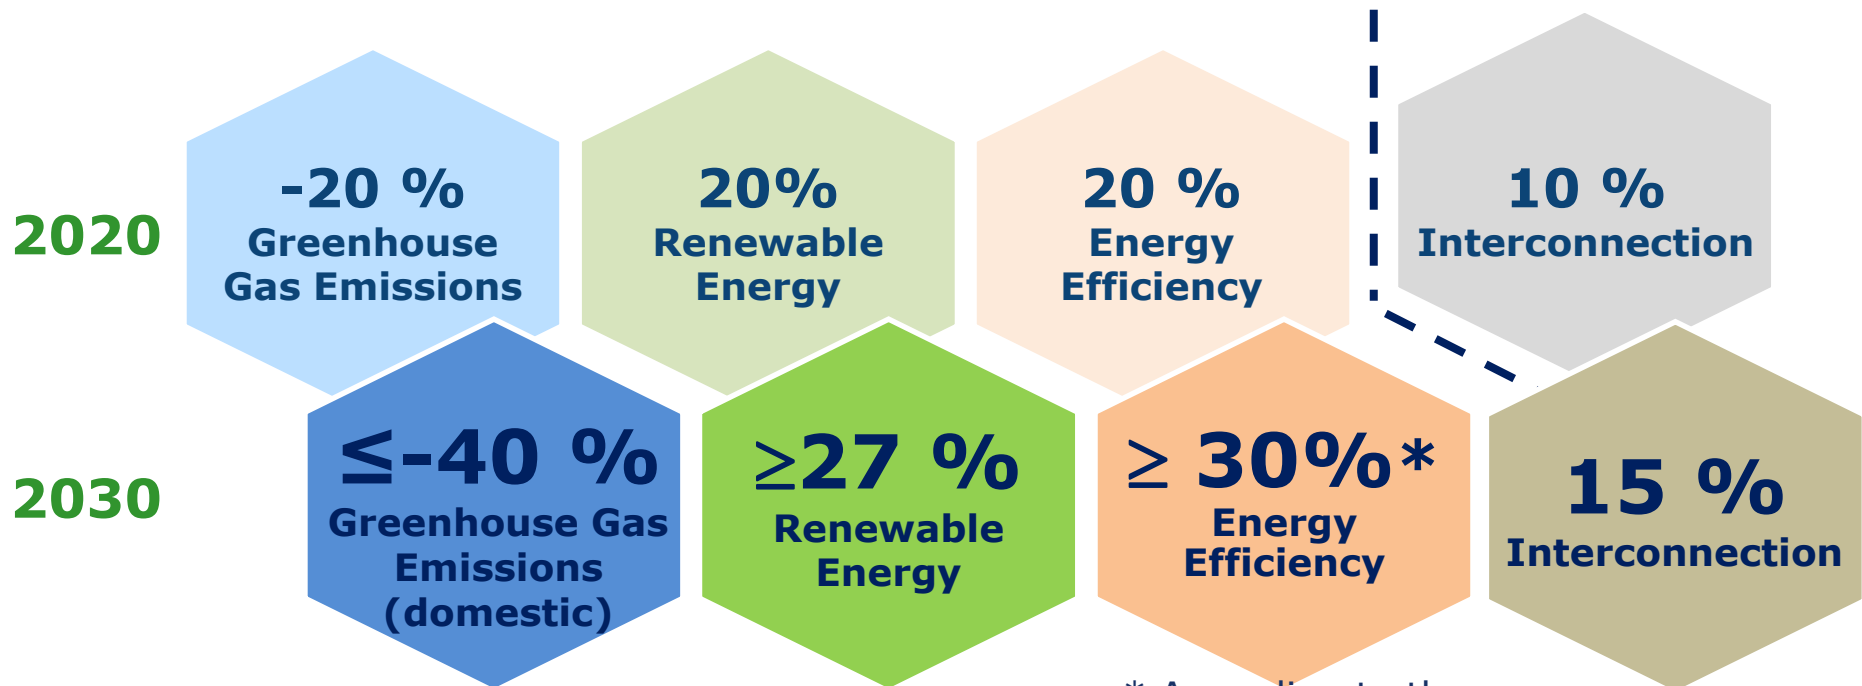 2020
-20 %
Greenhouse
Gas Emissions
20%
Renewable
Energy
20 %
Energy
Efficiency
10 %
Interconnection
2030
≤-40 %
Greenhouse Gas
Emissions
(domestic)
≥27 %
Renewable
Energy
≥ 30%*
Energy
Efficiency
15 %
Interconnection